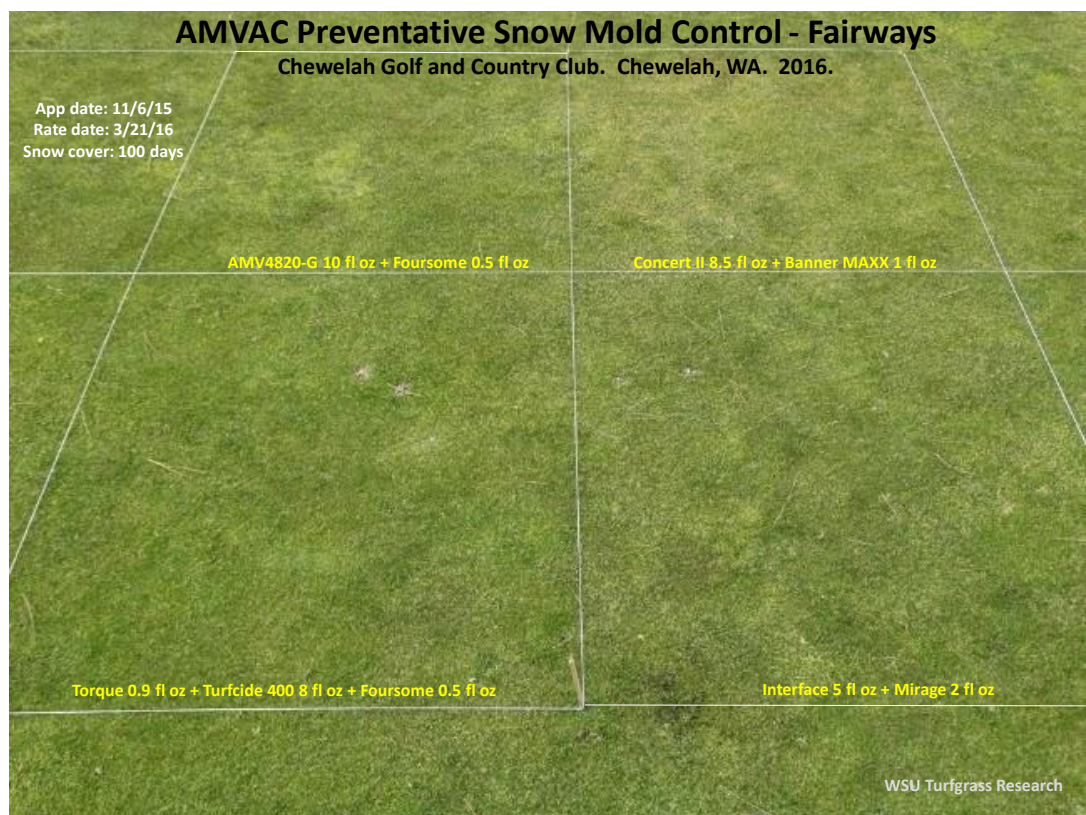 AMVAC Preventative Snow Mold Control - Fairways
Chewelah Golf and Country Club.  Chewelah, WA.  2016.
App date: 11/6/15
Rate date: 3/21/16
Snow cover: 100 days
AMV4820-G 10 fl oz + Foursome 0.5 fl oz
Concert II 8.5 fl oz + Banner MAXX 1 fl oz
Torque 0.9 fl oz + Turfcide 400 8 fl oz + Foursome 0.5 fl oz
Interface 5 fl oz + Mirage 2 fl oz
WSU Turfgrass Research